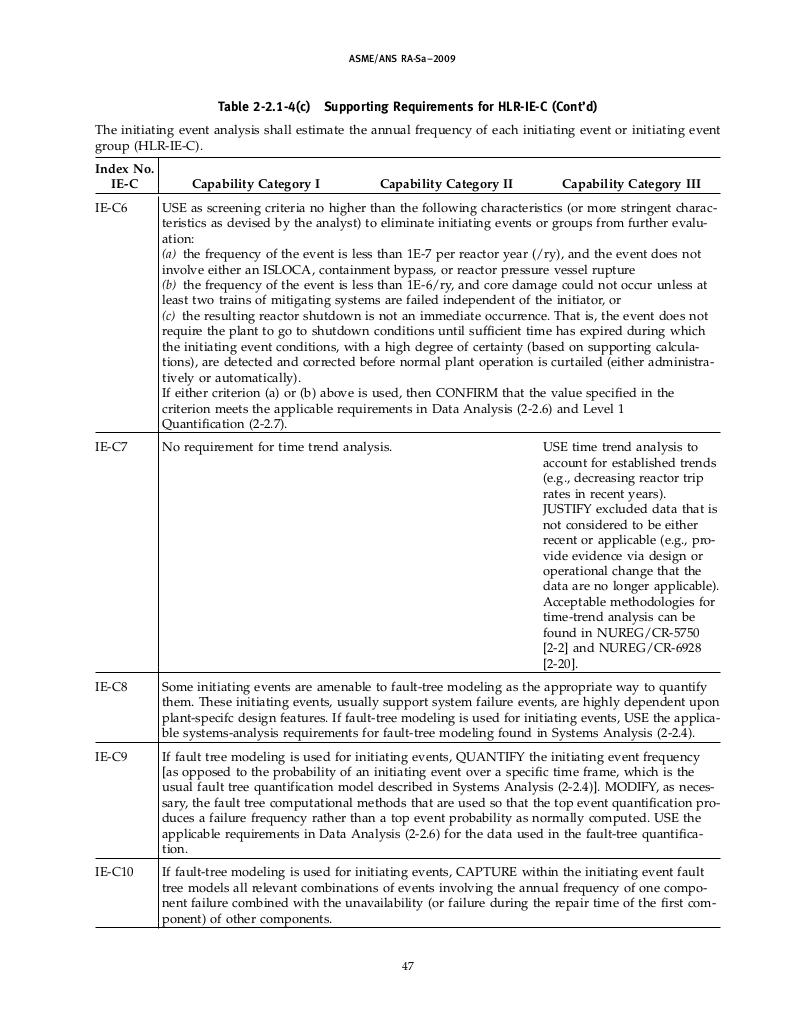 ASME/ANS RA-Sa–2009
Table 2-2.1-4(c) Supporting Requirements for HLR-IE-C (Cont’d)
The initiating event analysis shall estimate the annual frequency of each initiating event or initiating event
group (HLR-IE-C).
Index No.
IE-C Capability Category I Capability Category II Capability Category III
IE-C6 USE as screening criteria no higher than the following characteristics (or more stringent charac-
teristics as devised by the analyst) to eliminate initiating events or groups from further evalu-
ation:
(a) the frequency of the event is less than 1E-7 per reactor year (/ry), and the event does not
involve either an ISLOCA, containment bypass, or reactor pressure vessel rupture
(b) the frequency of the event is less than 1E-6/ry, and core damage could not occur unless at
least two trains of mitigating systems are failed independent of the initiator, or
(c) the resulting reactor shutdown is not an immediate occurrence. That is, the event does not
require the plant to go to shutdown conditions until sufficient time has expired during which
the initiating event conditions, with a high degree of certainty (based on supporting calcula-
tions), are detected and corrected before normal plant operation is curtailed (either administra-
tively or automatically).
If either criterion (a) or (b) above is used, then CONFIRM that the value specified in the
criterion meets the applicable requirements in Data Analysis (2-2.6) and Level 1
Quantification (2-2.7).
IE-C7 No requirement for time trend analysis. USE time trend analysis to
account for established trends
(e.g., decreasing reactor trip
rates in recent years).
JUSTIFY excluded data that is
not considered to be either
recent or applicable (e.g., pro-
vide evidence via design or
operational change that the
data are no longer applicable).
Acceptable methodologies for
time-trend analysis can be
found in NUREG/CR-5750
[2-2] and NUREG/CR-6928
[2-20].
IE-C8 Some initiating events are amenable to fault-tree modeling as the appropriate way to quantify
them. These initiating events, usually support system failure events, are highly dependent upon
plant-specifc design features. If fault-tree modeling is used for initiating events, USE the applica-
ble systems-analysis requirements for fault-tree modeling found in Systems Analysis (2-2.4).
IE-C9 If fault tree modeling is used for initiating events, QUANTIFY the initiating event frequency
[as opposed to the probability of an initiating event over a specific time frame, which is the
usual fault tree quantification model described in Systems Analysis (2-2.4)]. MODIFY, as neces-
sary, the fault tree computational methods that are used so that the top event quantification pro-
duces a failure frequency rather than a top event probability as normally computed. USE the
applicable requirements in Data Analysis (2-2.6) for the data used in the fault-tree quantifica-
tion.
IE-C10 If fault-tree modeling is used for initiating events, CAPTURE within the initiating event fault
tree models all relevant combinations of events involving the annual frequency of one compo-
nent failure combined with the unavailability (or failure during the repair time of the first com-
ponent) of other components.
47